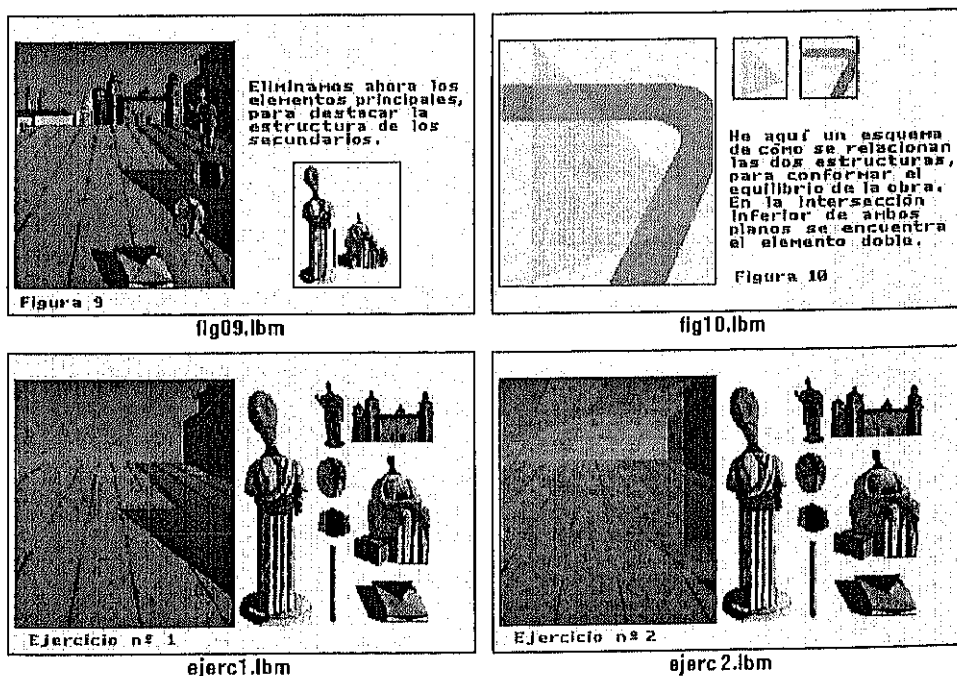 Eliminamos ahora los
elementos principales,
para destacar la
estructura de los
secundarios.
Figura 9
fig09.lbm
He aquí un esquema
de cómo se relacionan
las dos estructuras,
para conformar el
equilibrio de la obra.
En la intersección
inferior de ambos
planos se encuentra
el elemento doble.
Figura 10
fig10.lbm
Ejercicio nº 1
ejerc1.lbm
Ejercicio nº 2
ejerc2.lbm